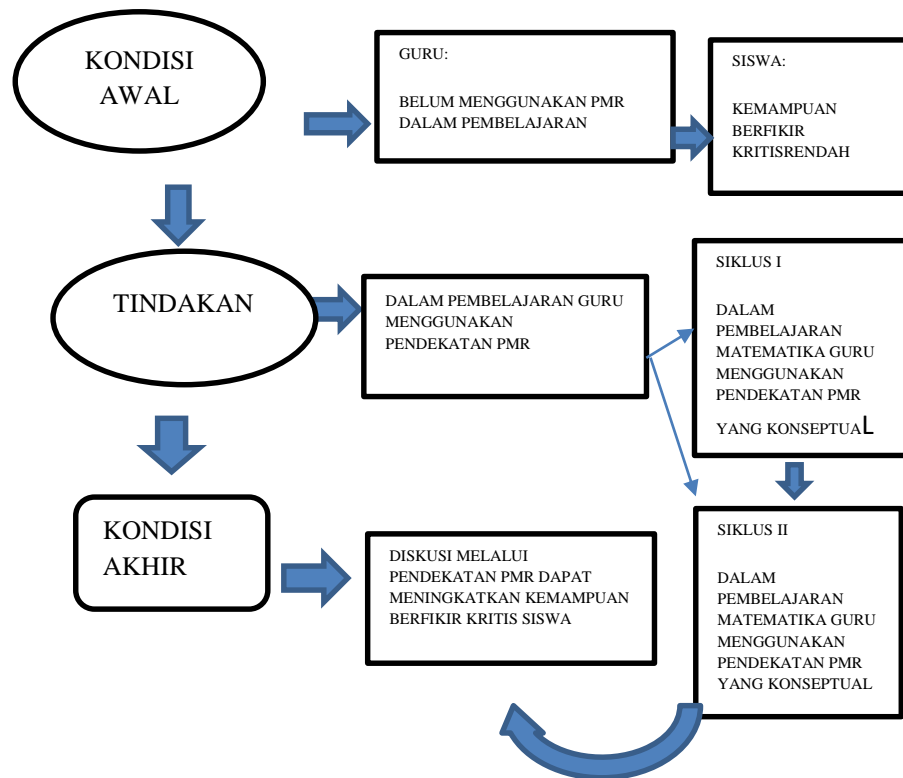 KONDISI
AWAL
GURU:
BELUM MENGGUNAKAN PMR
DALAM PEMBELAJARAN
SISWA:
KEMAMPUAN
BERFIKIR
KRITISRENDAH
TINDAKAN
DALAM PEMBELAJARAN GURU
MENGGUNAKAN
PENDEKATAN PMR
SIKLUS I
DALAM
PEMBELAJARAN
MATEMATIKA GURU
MENGGUNAKAN
PENDEKATAN PMR
YANG KONSEPTUAL
KONDISI
AKHIR
DISKUSI MELALUI
PENDEKATAN PMR DAPAT
MENINGKATKAN KEMAMPUAN
BERFIKIR KRITIS SISWA
SIKLUS II
DALAM
PEMBELAJARAN
MATEMATIKA GURU
MENGGUNAKAN
PENDEKATAN PMR
YANG KONSEPTUAL